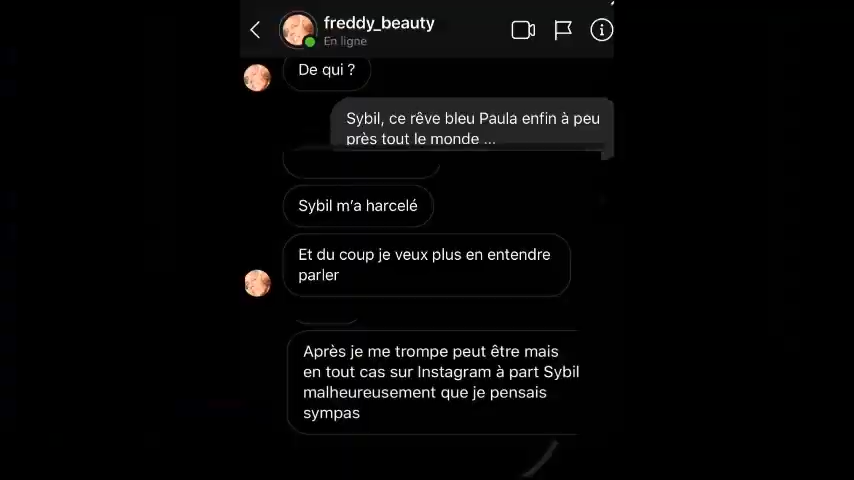 freddy_beauty
En ligne
De qui ?
Sybil, ce rêve bleu Paula enfin à peu
près tout le monde ...
Sybil m'a harcelé
Et du coup je veux plus en entendre
parler
Après je me trompe peut être mais
en tout cas sur Instagram à part Sybil
malheureusement que je pensais
sympas